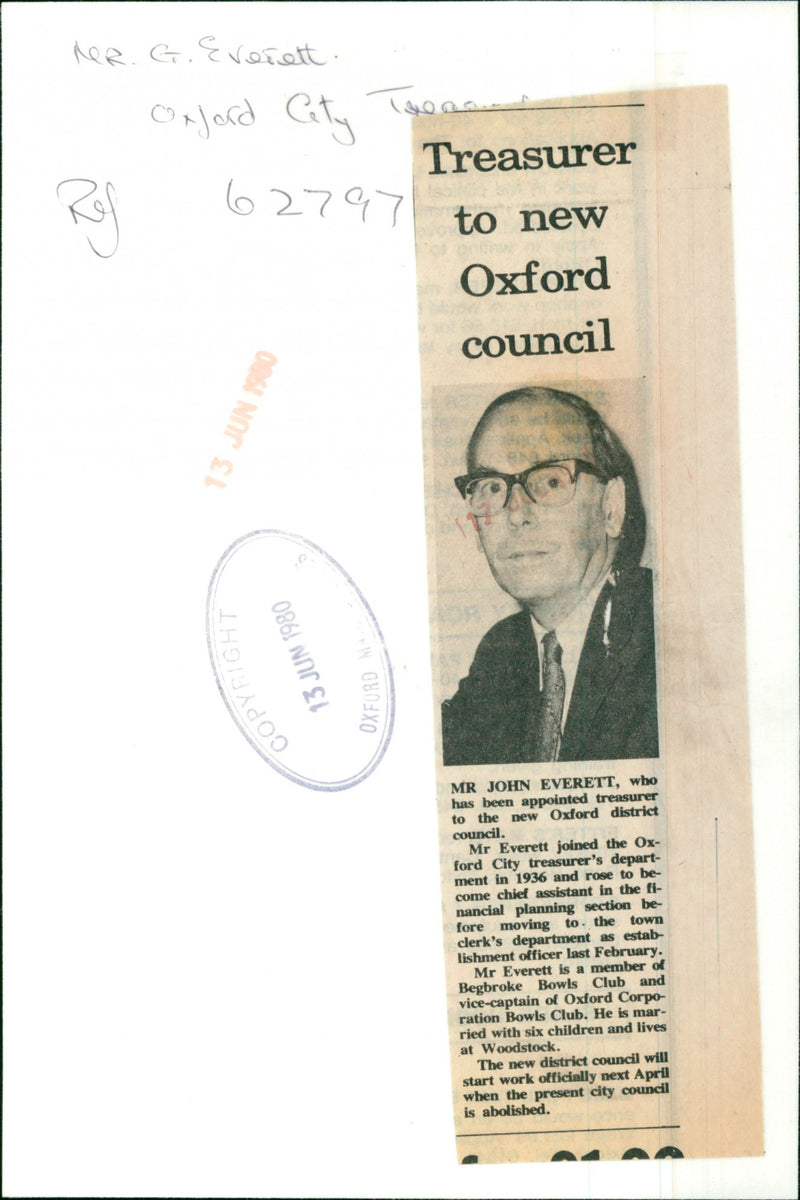 Mr. G. Everett.
Oxford City
Ref 62797
13 JUN 1980
COPYRIGHT
13 JUN 1980
OXFORD
Treasurer
to new
Oxford
council
MR JOHN EVERETT, who
has been appointed treasurer
to the new Oxford district
council.
Mr Everett joined the Ox-
ford City treasurer's depart-
ment in 1936 and rose to be-
come chief assistant in the fi-
nancial planning section be-
fore moving to the town
clerk's department as estab-
lishment officer last February.
Mr Everett is a member of
Begbroke Bowls Club and
vice-captain of Oxford Corpo-
ration Bowls Club. He is mar-
ried with six children and lives
at Woodstock.
The new district council will
start work officially next April
when the present city council
is abolished.